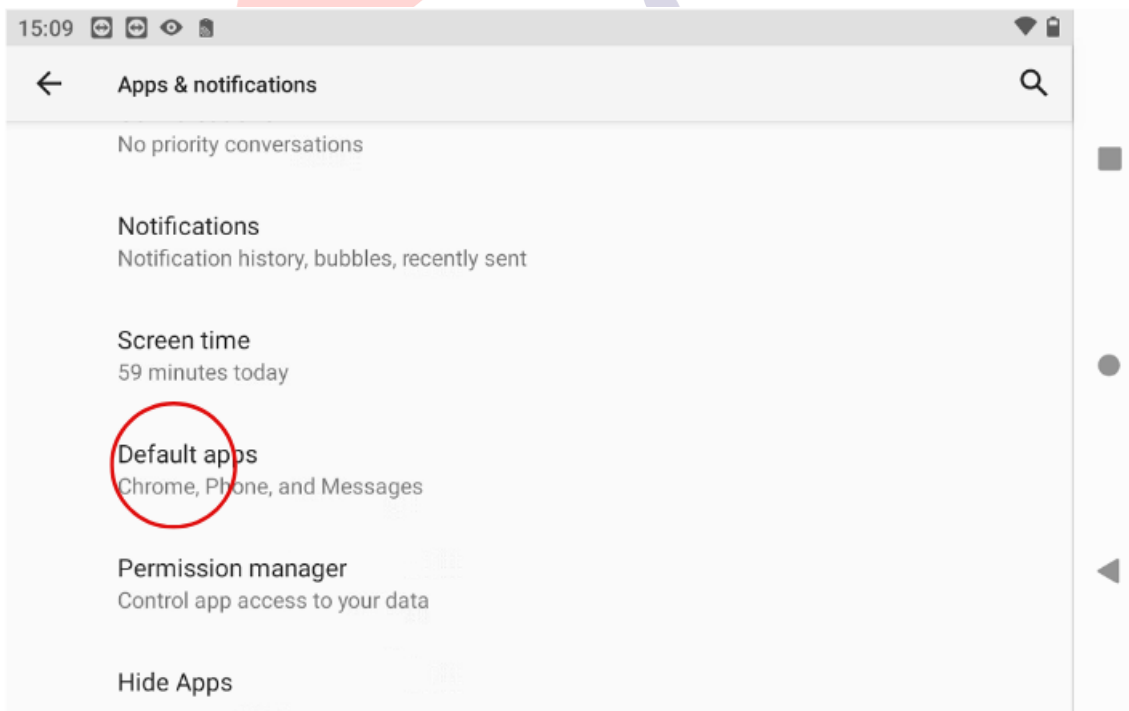 15:09
Apps & notifications
No priority conversations
Notifications
Notification history, bubbles, recently sent
Screen time
59 minutes today
Default apps
Chrome, Phone, and Messages
Permission manager
Control app access to your data
Hide Apps